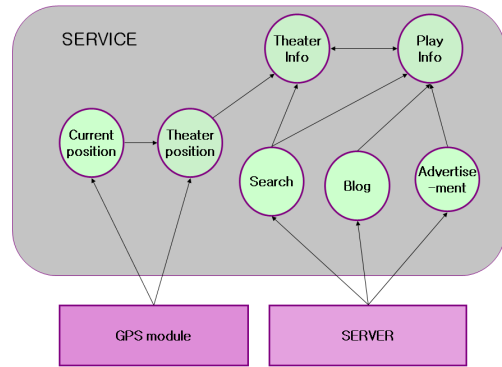 SERVICE
Theater
Info
Play
Info
Current
position
Theater
position
Search
Blog
Advertise
-ment
GPS module
SERVER